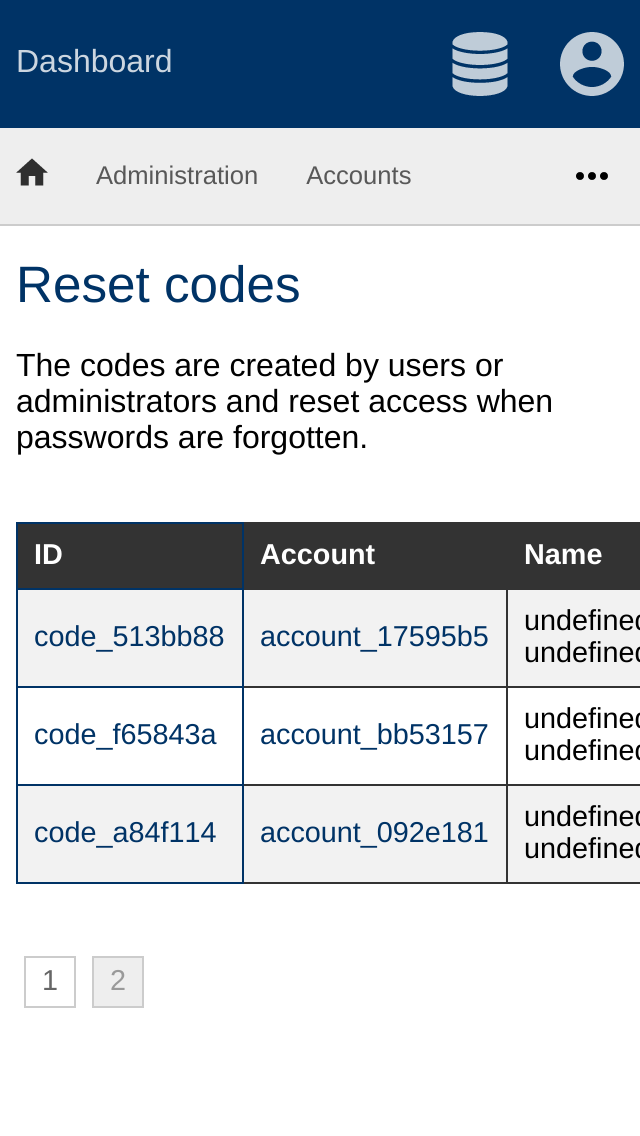 Dashboard
Administration Accounts
Reset codes
The codes are created by users or
administrators and reset access when
passwords are forgotten.
ID Account Name
code_513bb88 account_17595b5 undefined
undefined
code_f65843a account_bb53157 undefined
undefined
code_a84f114 account_092e181 undefined
undefined
1 2